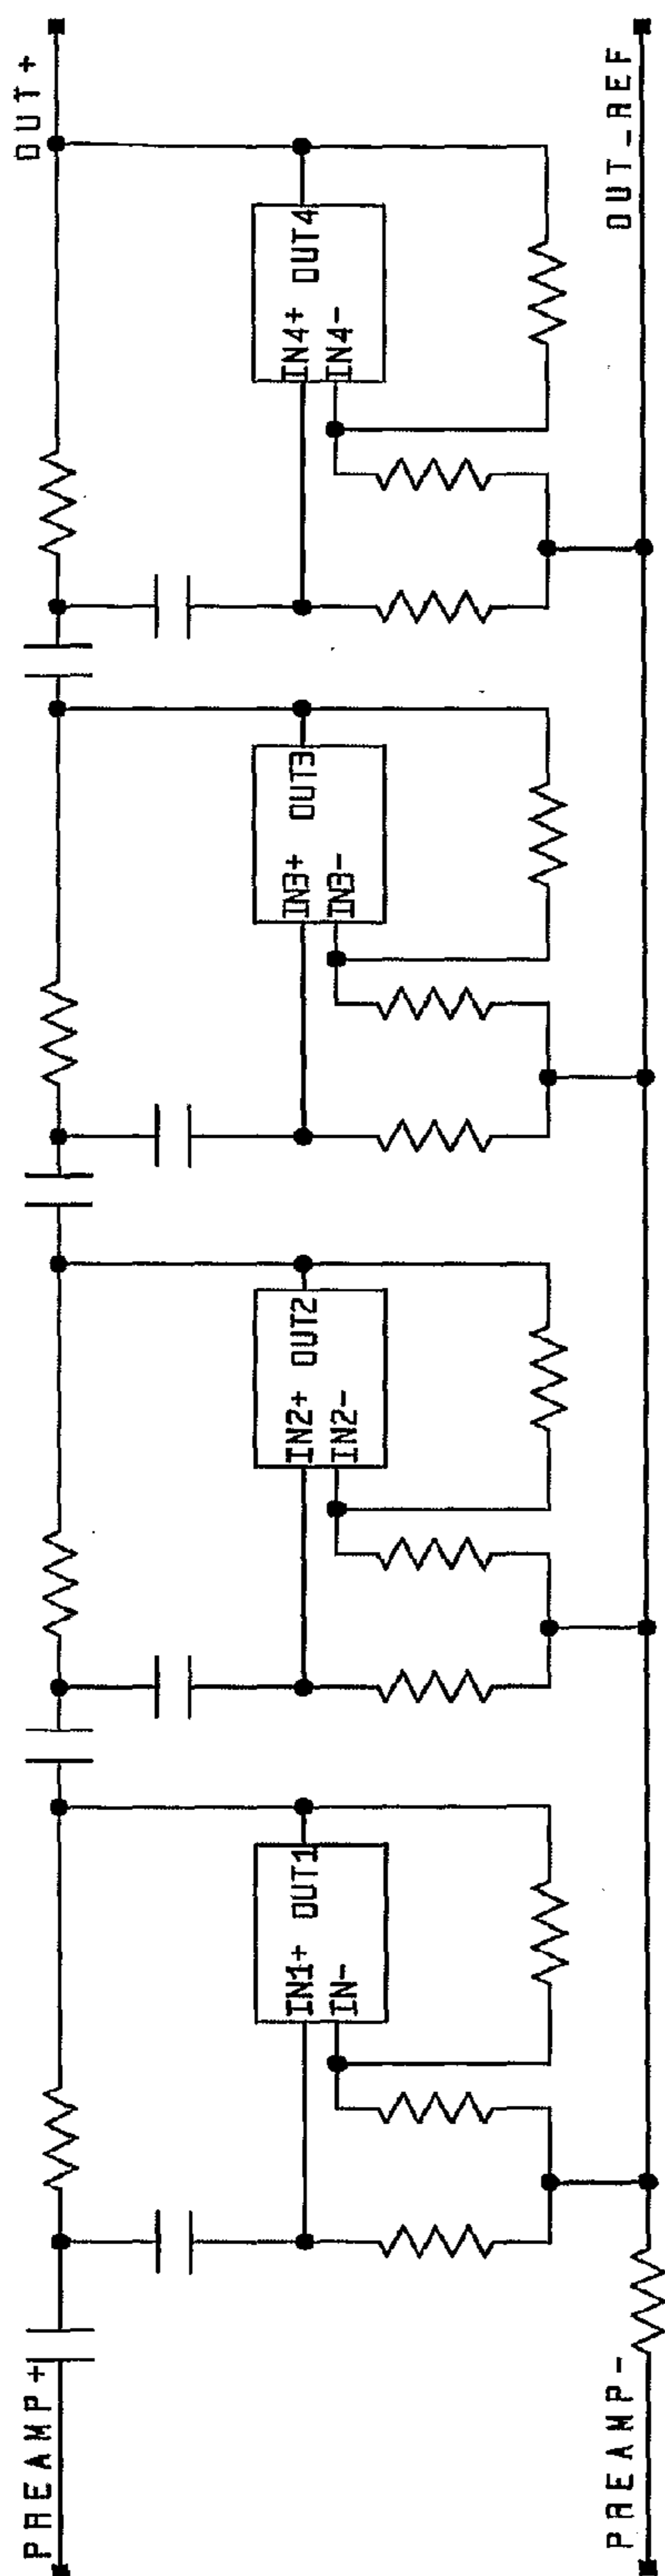 PREAMP+
PREAMP-
IN1+ OUT1
IN-
IN2+ OUT2
IN2-
IN3+ OUT3
IN3-
IN4+ OUT4
IN4-
OUT+
OUT_REF